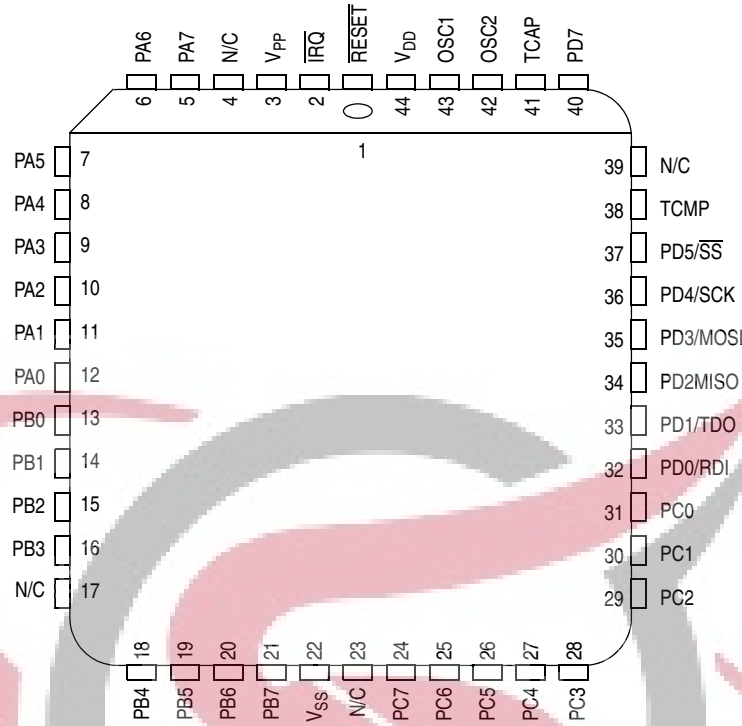 PA6 PA7 N/C VPP IRQ RESET VDD OSC1 OSC2 TCAP PD7
6 5 4 3 2 44 43 42 41 40
1
PA5 7 39 N/C
PA4 8 38 TCMP
PA3 9 37 PD5/SS
PA2 10 36 PD4/SCK
PA1 11 35 PD3/MOSI
PA0 12 34 PD2MISO
PB0 13 33 PD1/TDO
PB1 14 32 PD0/RDI
PB2 15 31 PC0
PB3 16 30 PC1
N/C 17 29 PC2
18 19 20 21 22 23 24 25 26 27 28
PB4 PB5 PB6 PB7 VSS N/C PC7 PC6 PC5 PC4 PC3